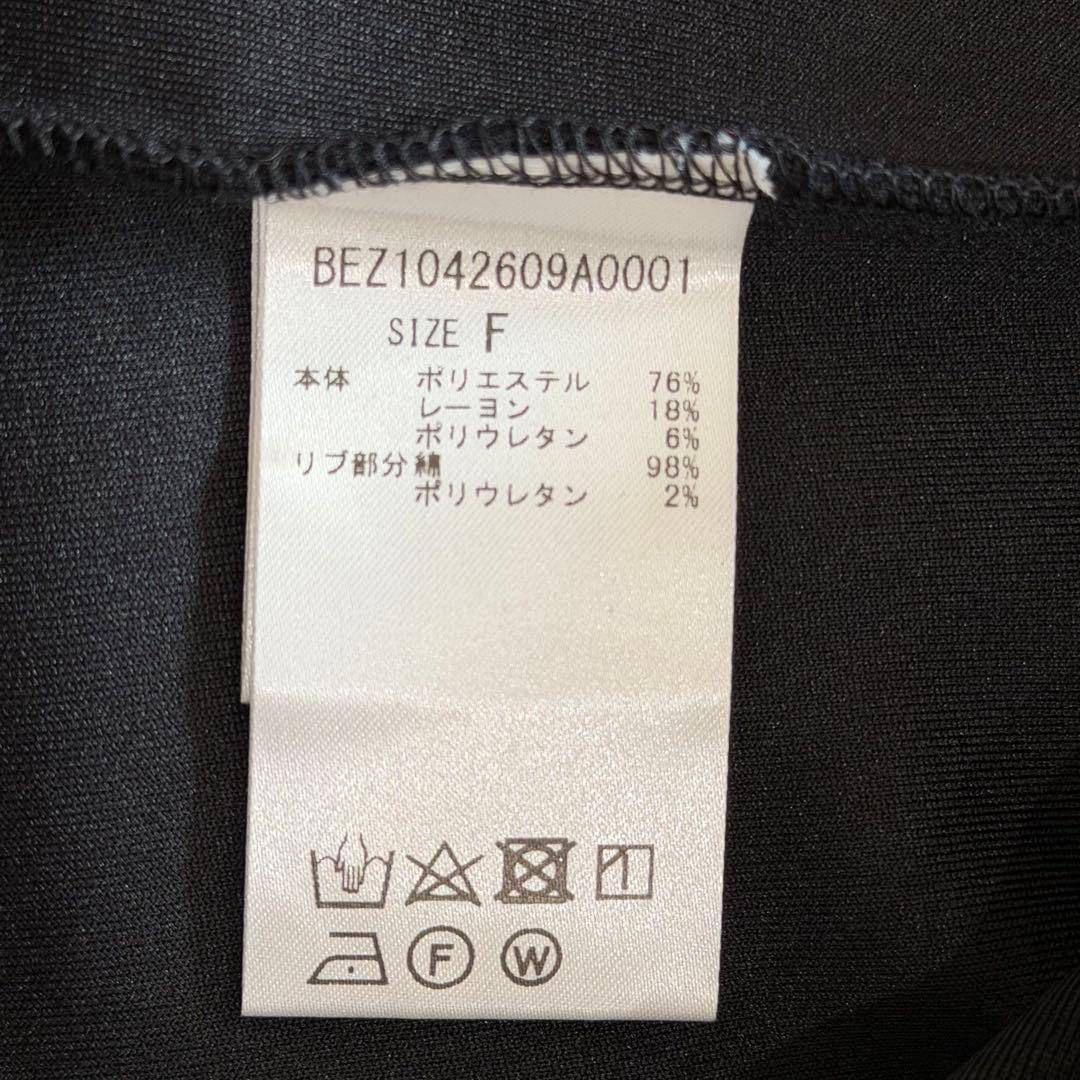 BEZ1042609A0001
SIZE F
本体 ポリエステル 76%
レーヨン 18%
ポリウレタン 6%
リブ部分 綿 98%
ポリウレタン 2%
F W